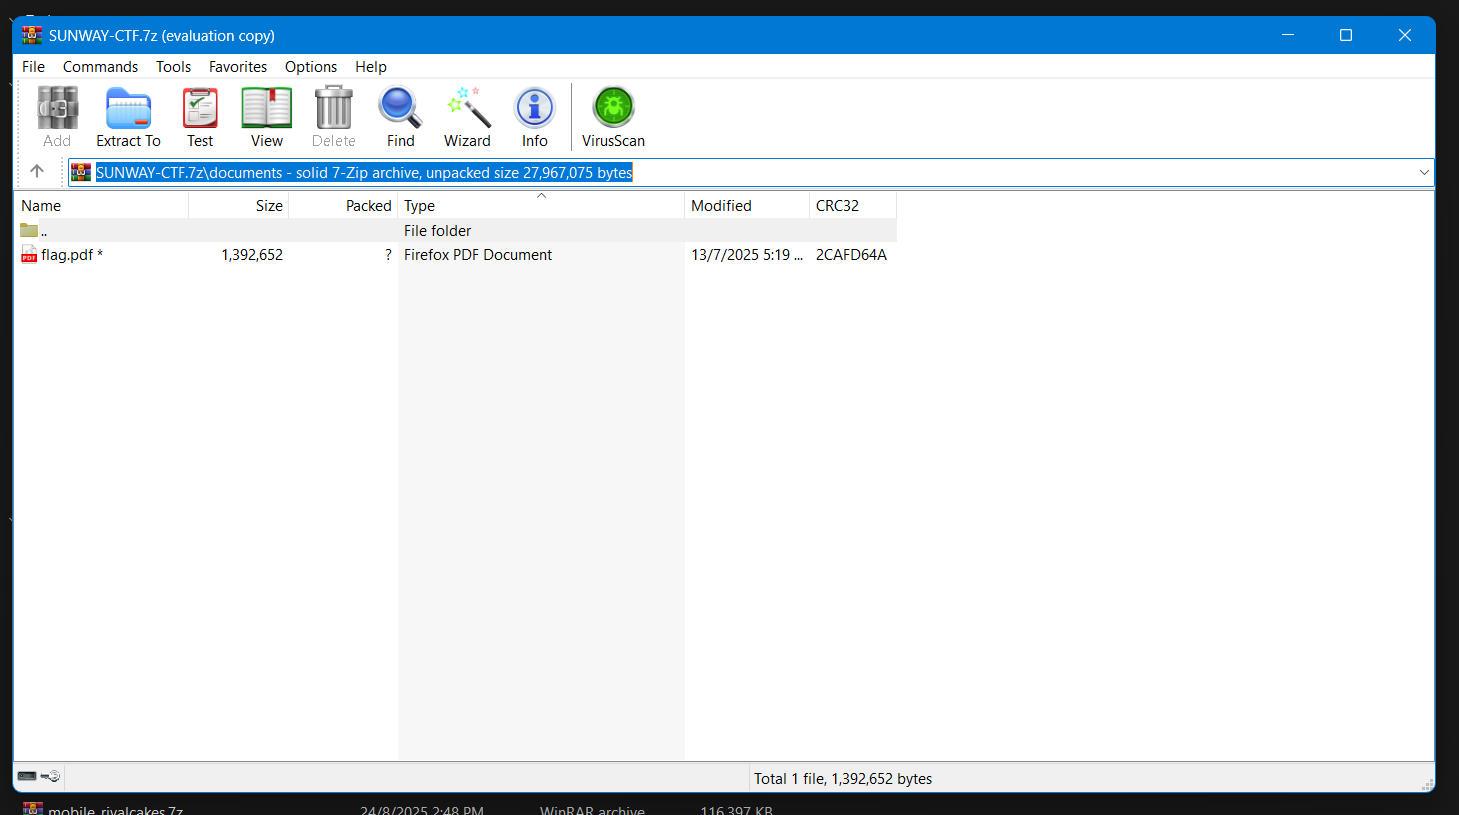 SUNWAY-CTF.7z (evaluation copy)
File Commands Tools Favorites Options Help
Add Extract To Test View Delete Find Wizard Info VirusScan
SUNWAY-CTF.7z\documents - solid 7-Zip archive, unpacked size 27,967,075 bytes
Name Size Packed Type Modified CRC32
.. File folder
PDF flag.pdf * 1,392,652 ? Firefox PDF Document 13/7/2025 5:19 ... 2CAFD64A
Total 1 file, 1,392,652 bytes
mobile_rivalcakes.7z 24/8/2025 2:48 PM WinRAR archive 116,397 KB